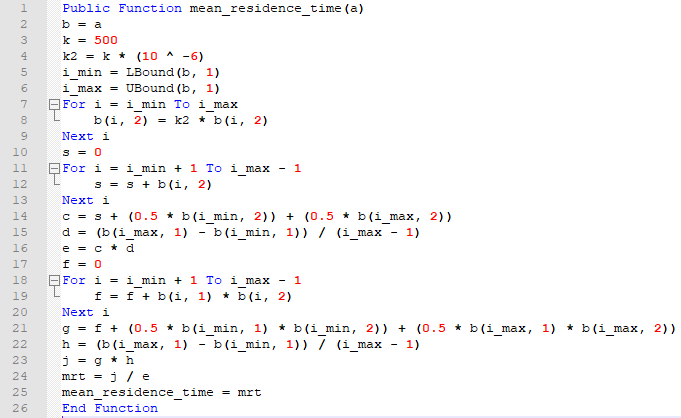 1 Public Function mean_residence_time(a)
2 b = a
3 k = 500
4 k2 = k * (10 ^ -6)
5 i_min = LBound(b, 1)
6 i_max = UBound(b, 1)
7 For i = i_min To i_max
8 b(i, 2) = k2 * b(i, 2)
9 Next i
10 s = 0
11 For i = i_min + 1 To i_max - 1
12 s = s + b(i, 2)
13 Next i
14 c = s + (0.5 * b(i_min, 2)) + (0.5 * b(i_max, 2))
15 d = (b(i_max, 1) - b(i_min, 1)) / (i_max - 1)
16 e = c * d
17 f = 0
18 For i = i_min + 1 To i_max - 1
19 f = f + b(i, 1) * b(i, 2)
20 Next i
21 g = f + (0.5 * b(i_min, 1) * b(i_min, 2)) + (0.5 * b(i_max, 1) * b(i_max, 2))
22 h = (b(i_max, 1) - b(i_min, 1)) / (i_max - 1)
23 j = g * h
24 mrt = j / e
25 mean_residence_time = mrt
26 End Function